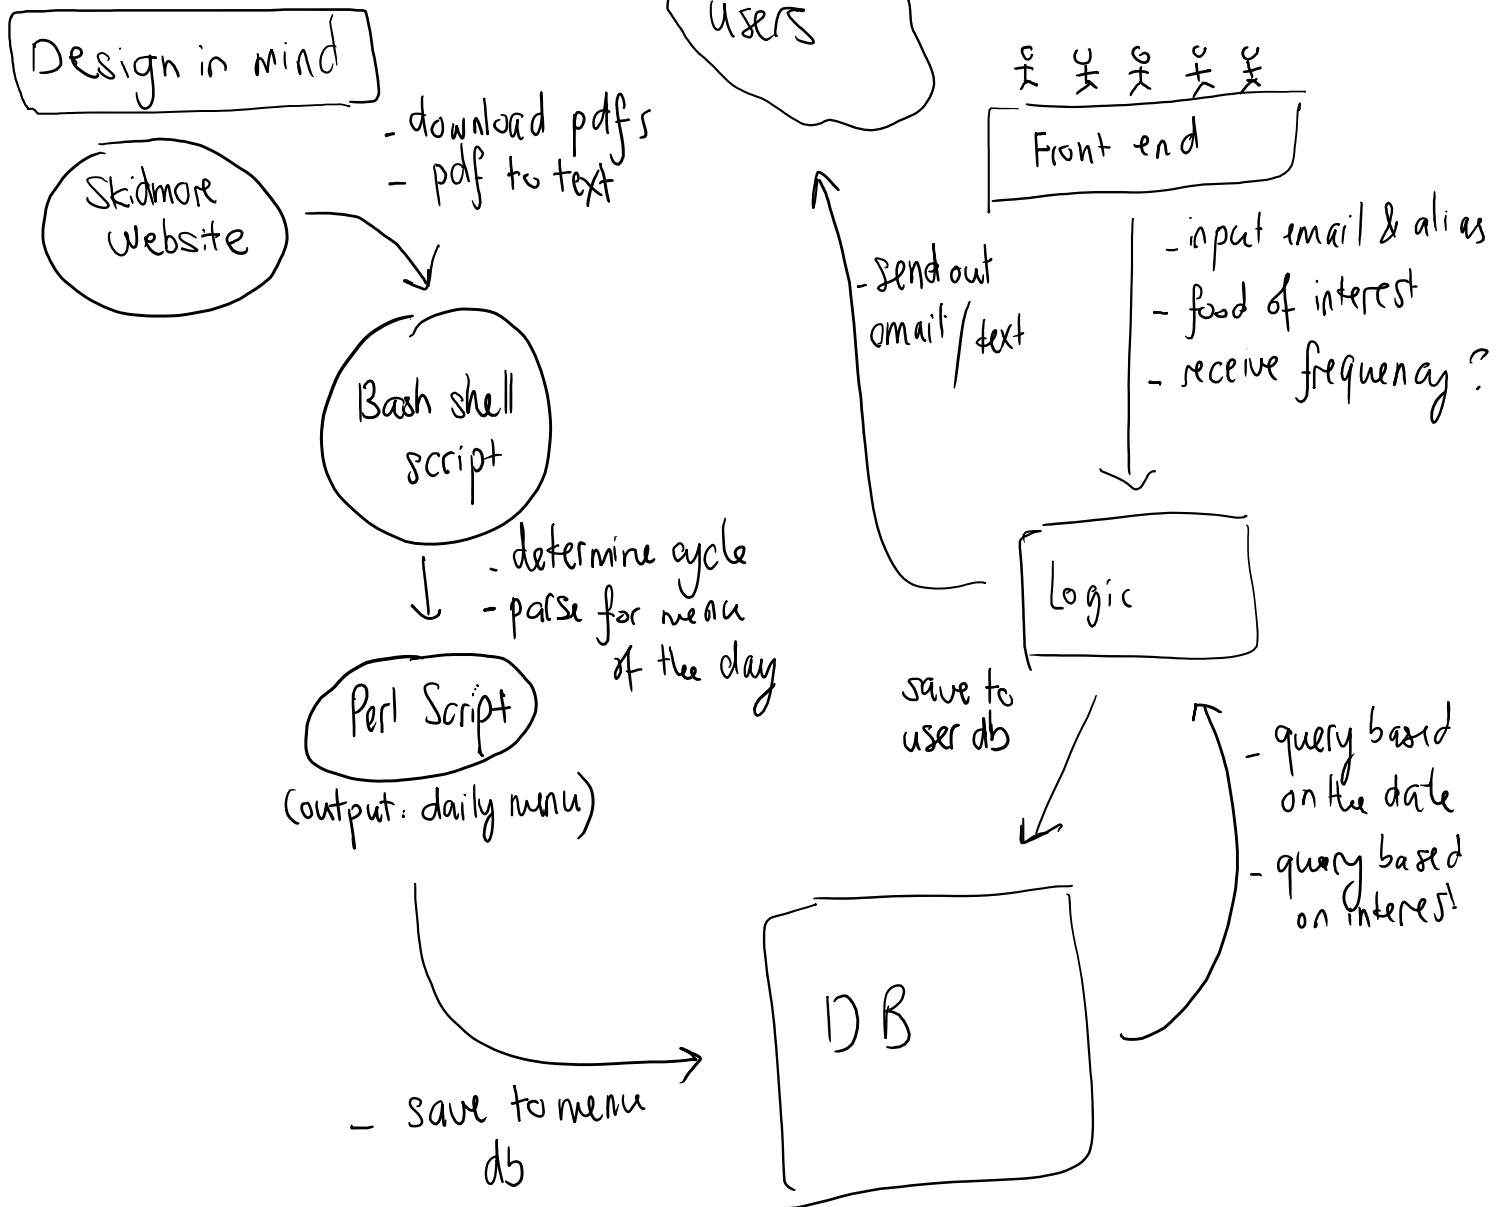 Design in mind
Skidmore
Website
- download pdfs
- pdf to text
Bash shell
script
- determine cycle
- parse for menu
of the day
Perl Script
(output: daily menu)
- save to menu
db
users
- send out
email/text
Front end
- input email & alias
- food of interest
- receive frequency?
Logic
save to
user db
- query based
on the date
- query based
on interest
DB